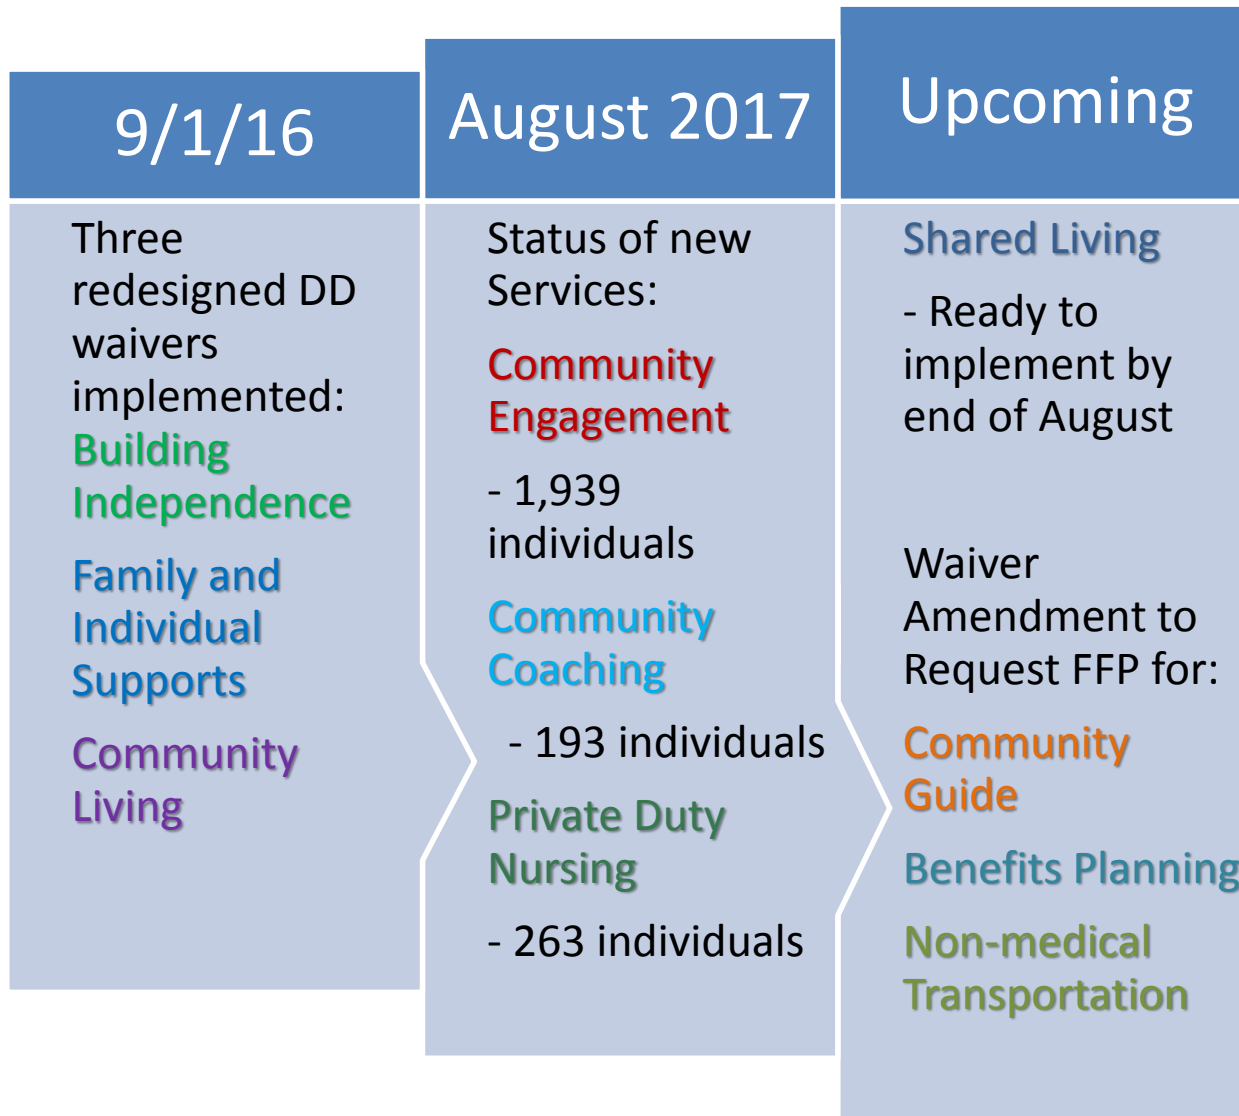 9/1/16
Three
redesigned DD
waivers
implemented:
Building
Independence
Family and
Individual
Supports
Community
Living
August 2017
Status of new
Services:
Community
Engagement
- 1,939
individuals
Community
Coaching
- 193 individuals
Private Duty
Nursing
- 263 individuals
Upcoming
Shared Living
- Ready to
implement by
end of August
Waiver
Amendment to
Request FFP for:
Community
Guide
Benefits Planning
Non-medical
Transportation